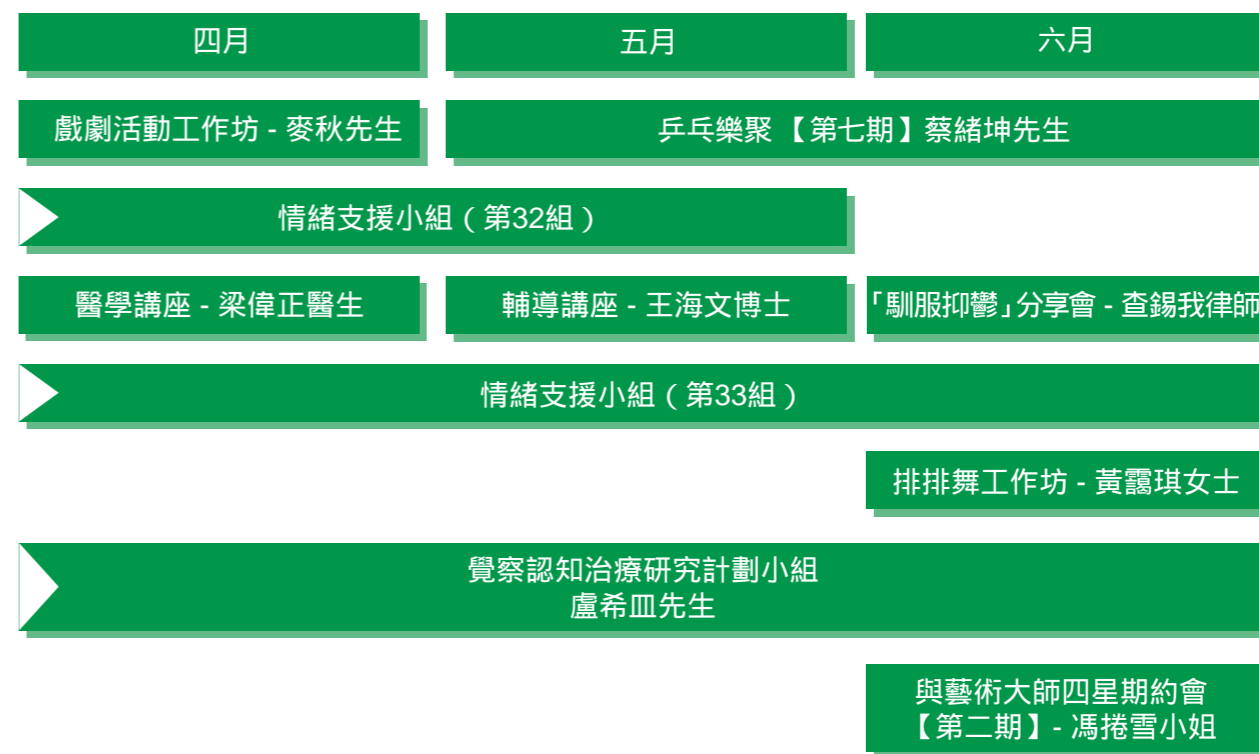 四月
五月
六月
戲劇活動工作坊 - 麥秋先生
乒乓樂聚 【第七期】蔡緒坤先生
情緒支援小組（第32組）
醫學講座 - 梁偉正醫生
輔導講座 - 王海文博士
「馴服抑鬱」分享會 - 查錫我律師
情緒支援小組（第33組）
排排舞工作坊 - 黃靄琪女士
覺察認知治療研究計劃小組
盧希皿先生
與藝術大師四星期約會
【第二期】- 馮捲雪小姐